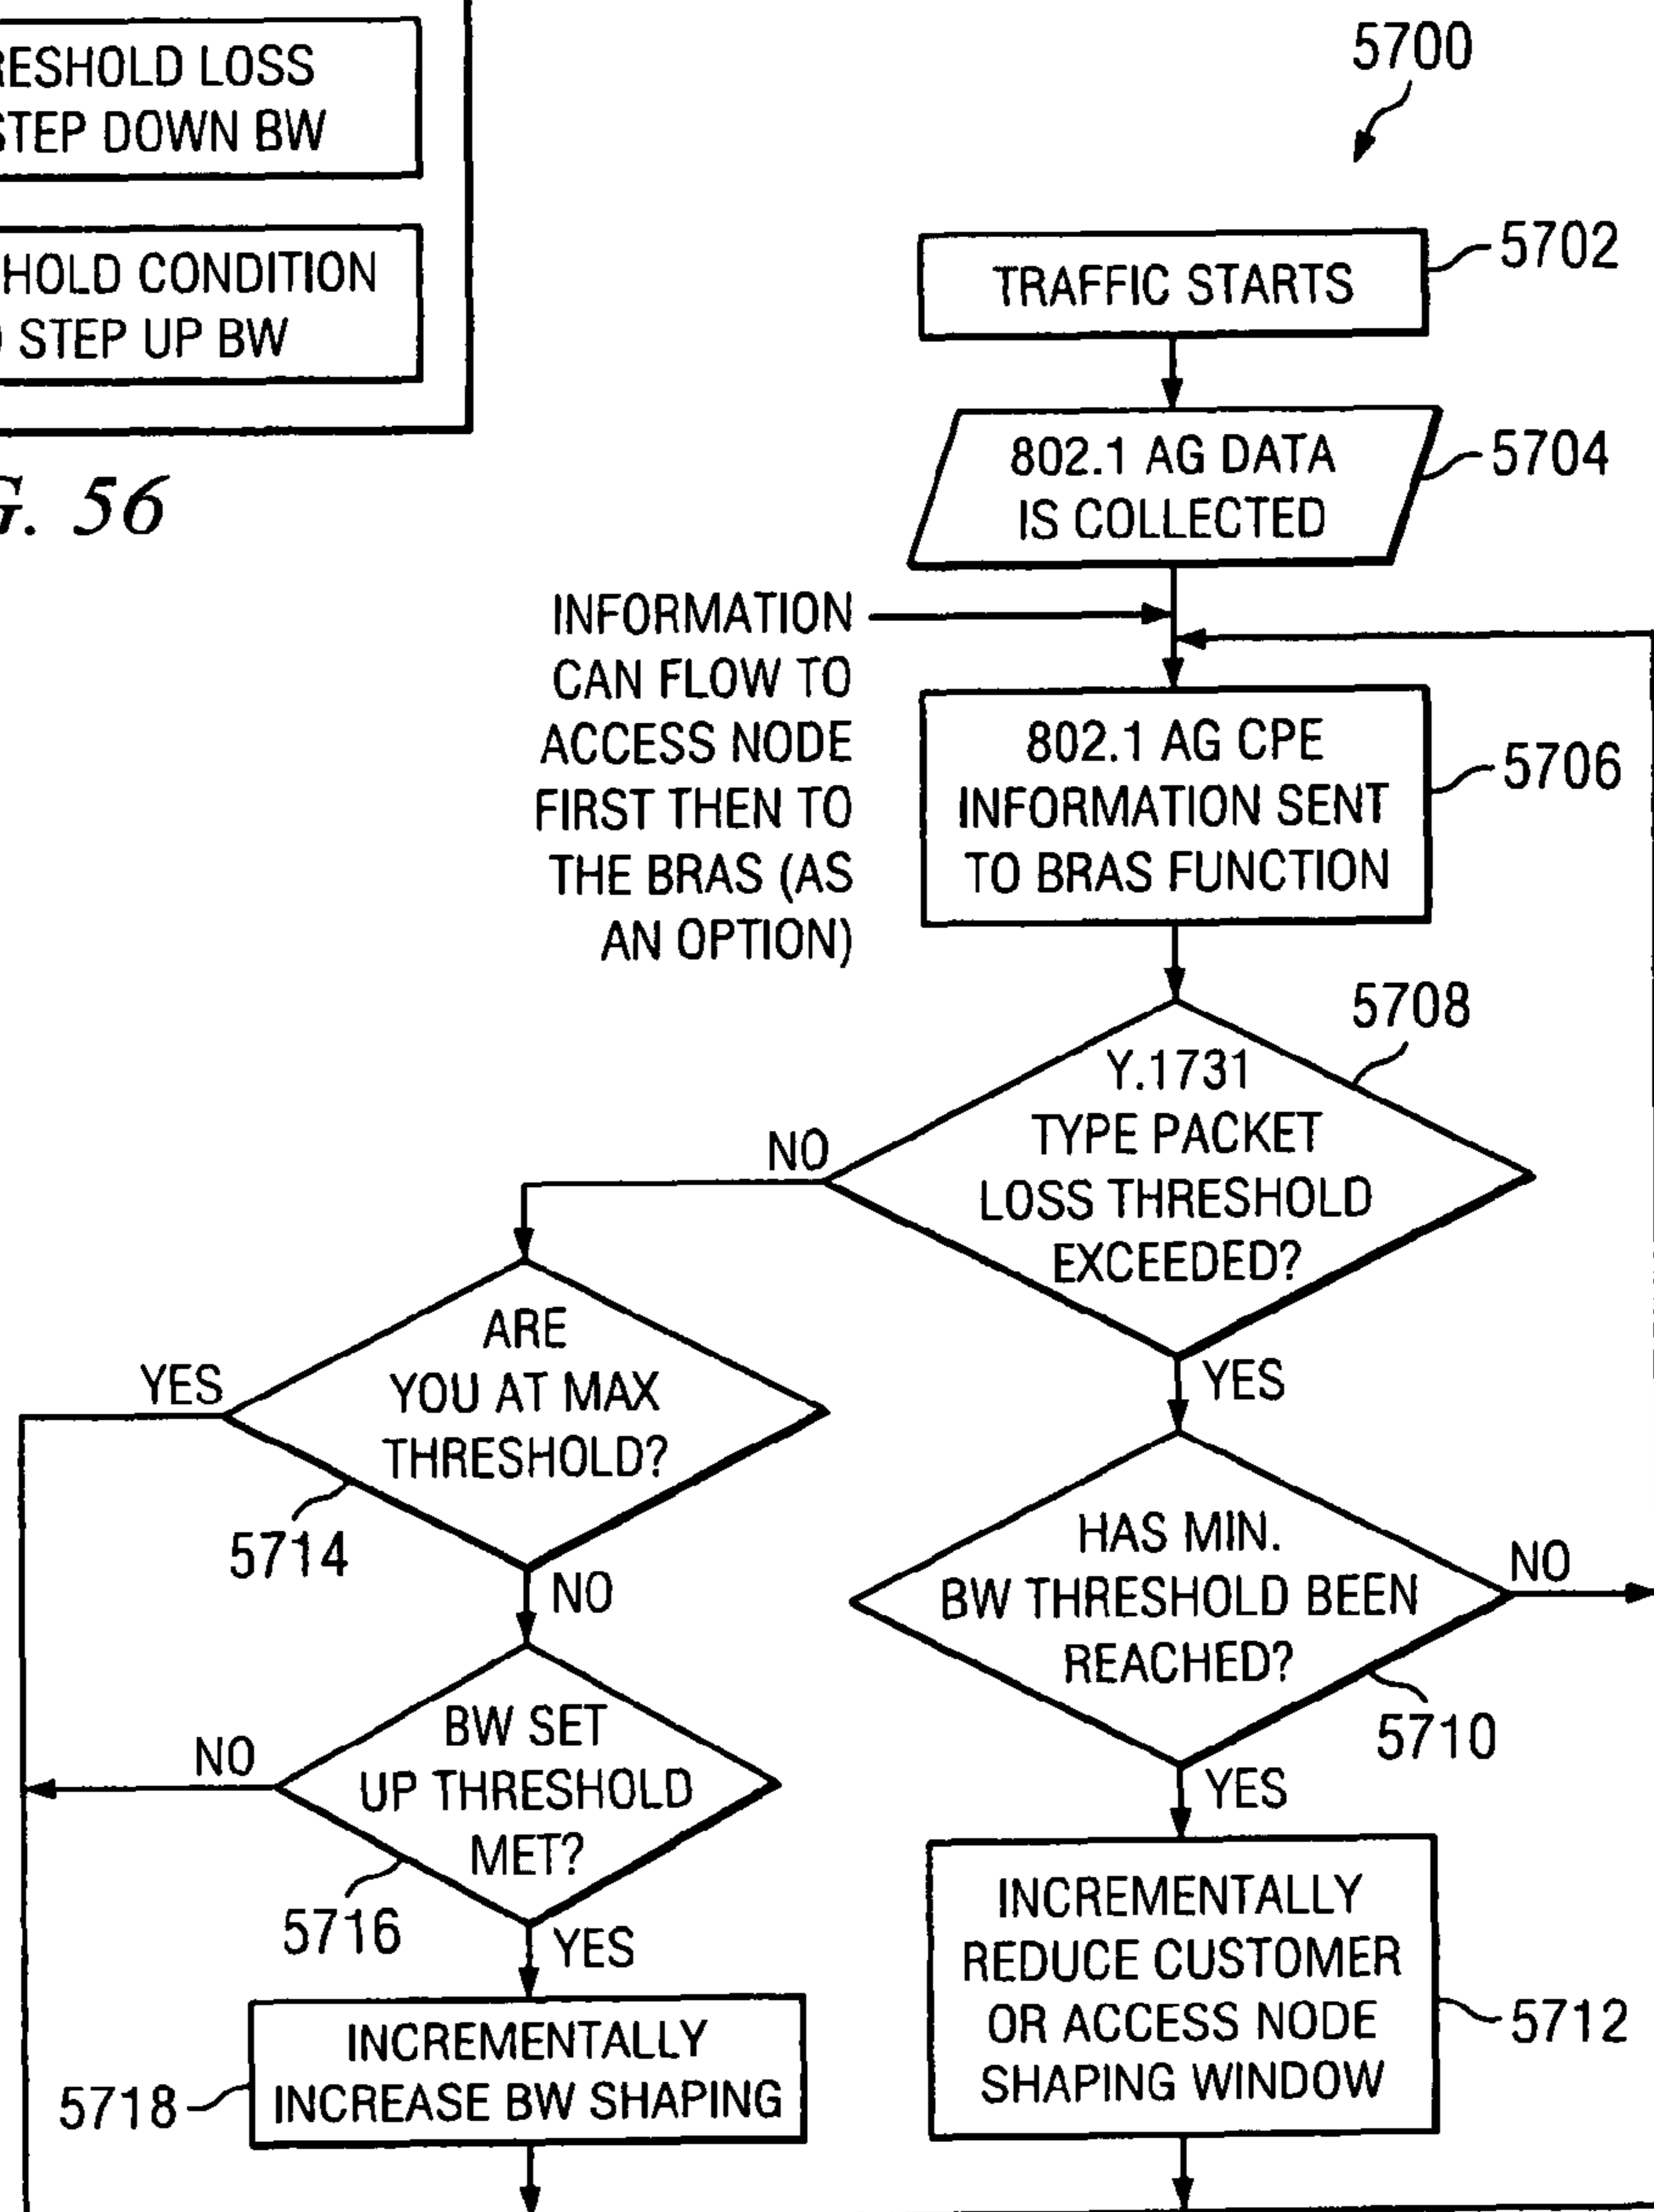 RESHOLD LOSS
STEP DOWN BW
HOLD CONDITION
STEP UP BW
G. 56
5700
TRAFFIC STARTS
5702
802.1 AG DATA
IS COLLECTED
5704
INFORMATION
CAN FLOW TO
ACCESS NODE
FIRST THEN TO
THE BRAS (AS
AN OPTION)
802.1 AG CPE
INFORMATION SENT
TO BRAS FUNCTION
5706
5708
Y.1731
TYPE PACKET
LOSS THRESHOLD
EXCEEDED?
NO
YES
ARE
YOU AT MAX
THRESHOLD?
YES
5714
NO
HAS MIN.
BW THRESHOLD BEEN
REACHED?
NO
5710
YES
BW SET
UP THRESHOLD
MET?
NO
5716
YES
INCREMENTALLY
INCREASE BW SHAPING
5718
INCREMENTALLY
REDUCE CUSTOMER
OR ACCESS NODE
SHAPING WINDOW
5712